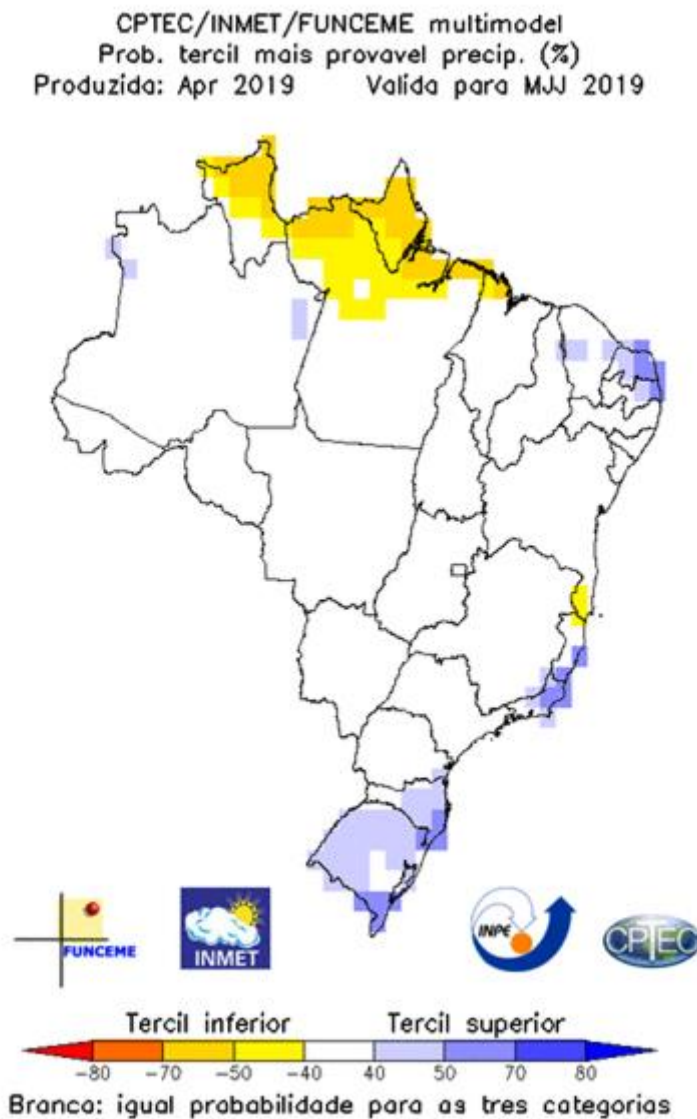 CPTEC/INMET/FUNCEME multimodel
Prob. tercil mais provavel precip. (%)
Produzida: Apr 2019 Valida para MJJ 2019
FUNCEME
INMET
INPE
CPTEC
Tercil inferior Tercil superior
-80 -70 -50 -40 40 50 70 80
Branco: igual probabilidade para as tres categorias